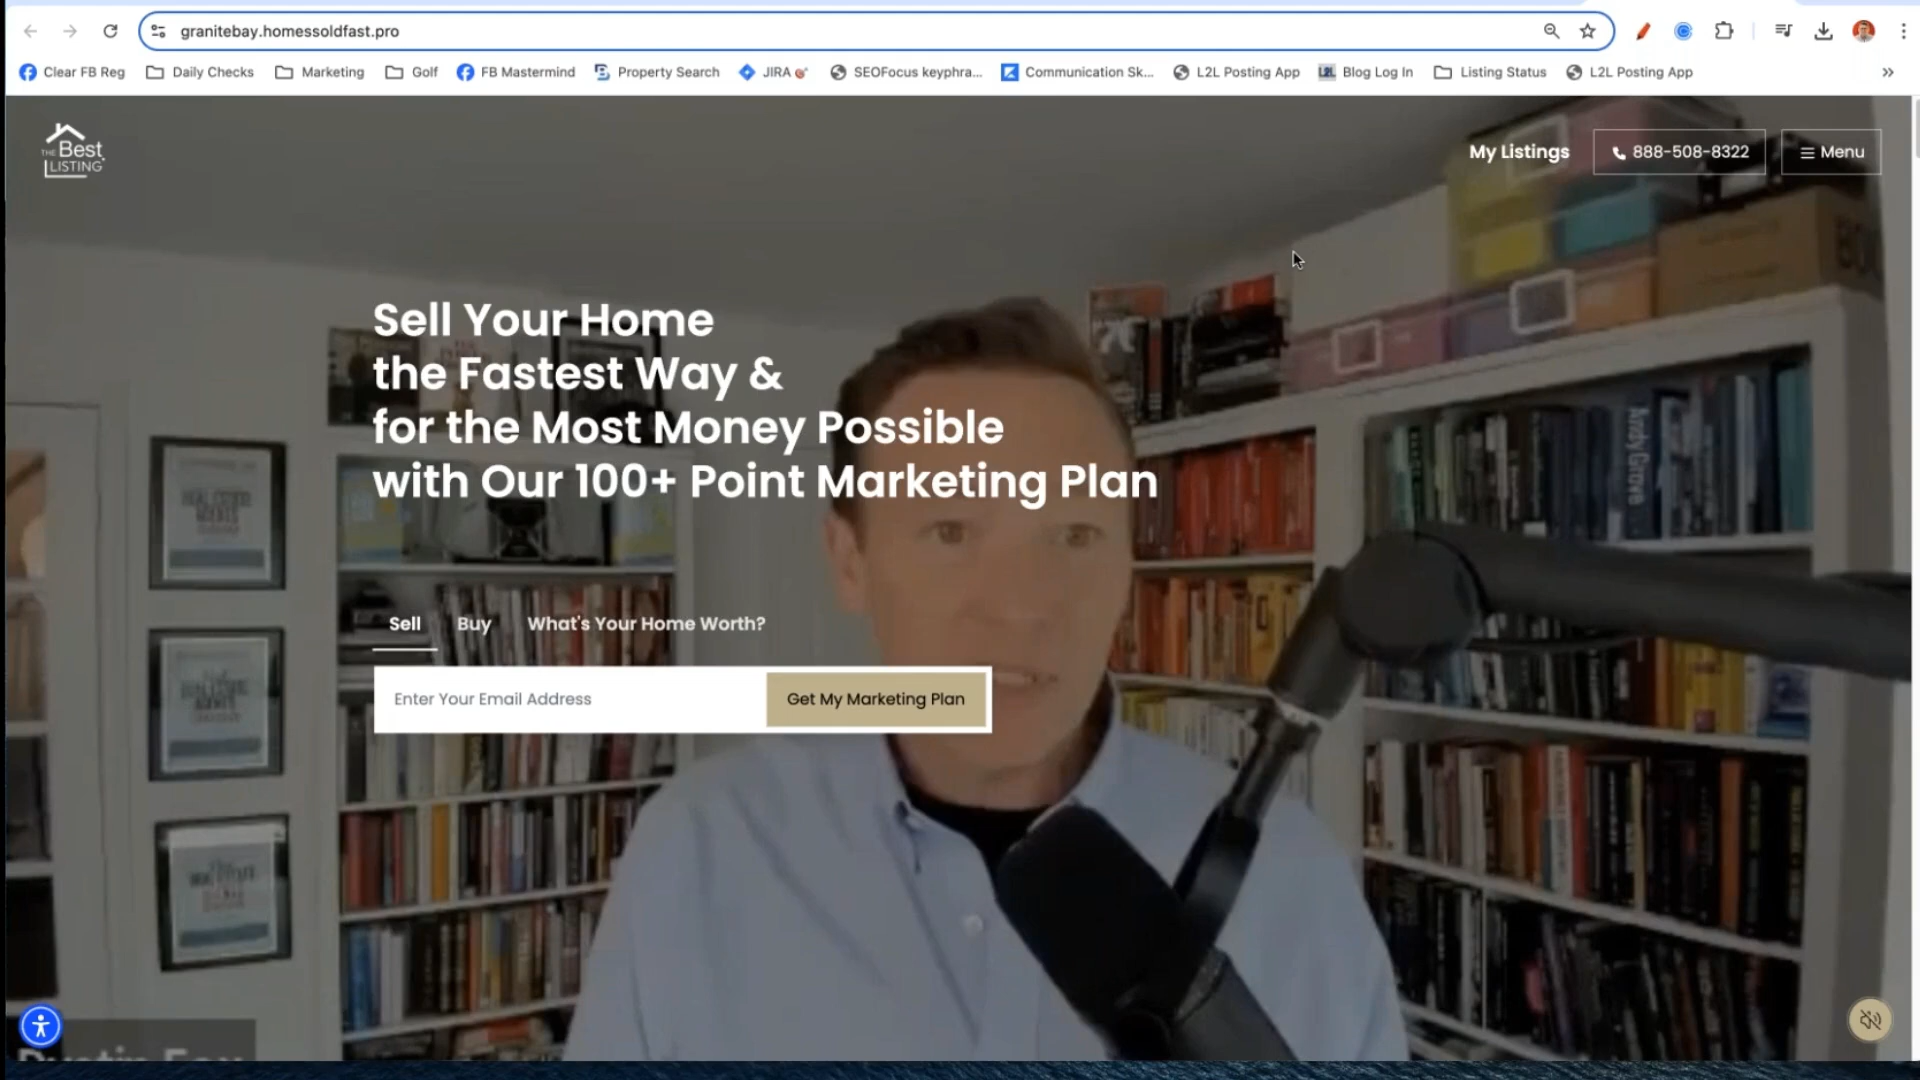 granitebay.homessoldfast.pro
Clear FB Reg Daily Checks Marketing Golf FB Mastermind Property Search JIRA SEOFocus keyphra... Communication Sk... L2L Posting App L2L Blog Log In Listing Status L2L Posting App »
THE Best
LISTING
My Listings 888-508-8322 Menu
Sell Your Home
the Fastest Way &
for the Most Money Possible
with Our 100+ Point Marketing Plan
Sell Buy What's Your Home Worth?
Enter Your Email Address Get My Marketing Plan
Andy Grove